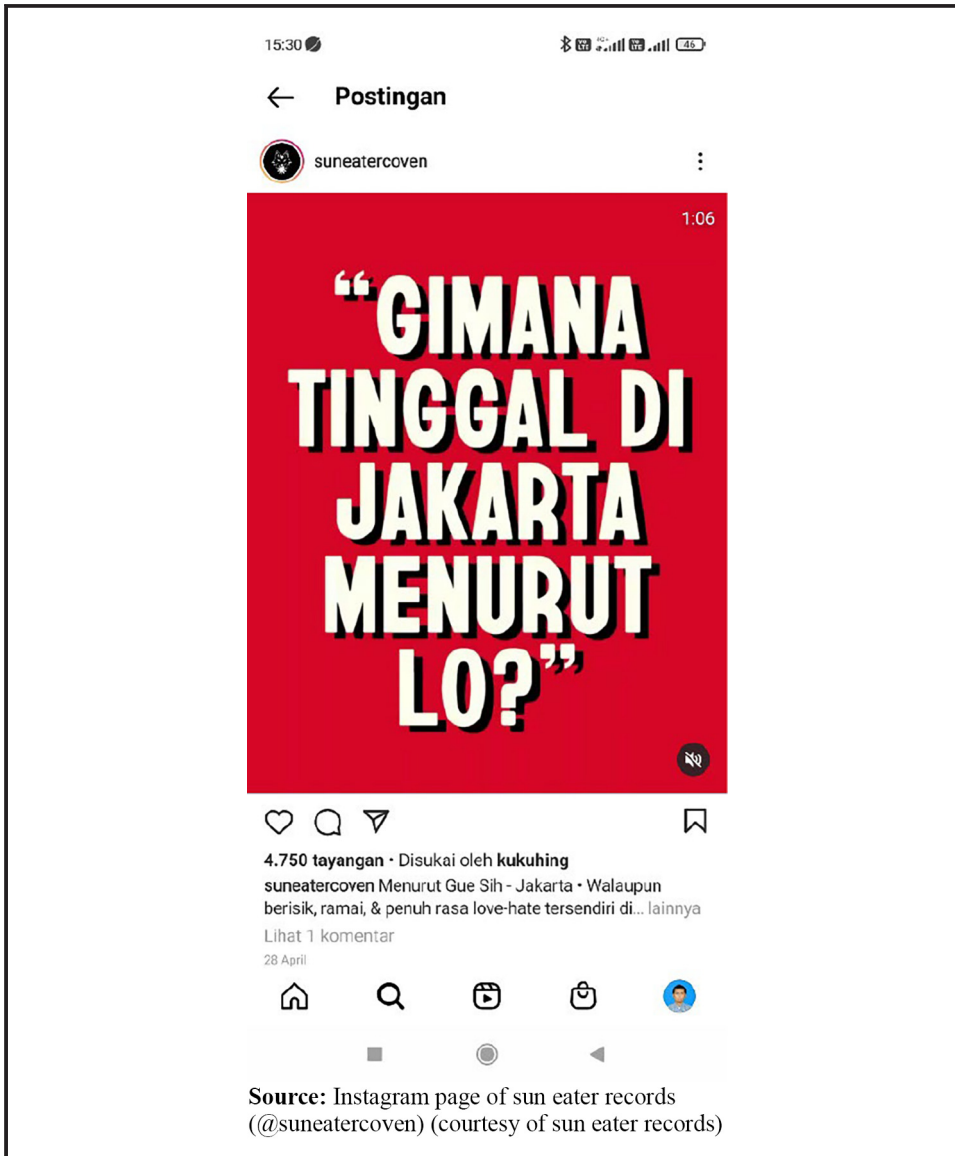 15:30
46
Postingan
suneatercoven
1:06
“GIMANA
TINGGAL DI
JAKARTA
MENURUT
LO?”
4.750 tayangan • Disukai oleh kukuhing
suneatercoven Menurut Gue Sih - Jakarta • Walaupun
berisik, ramai, & penuh rasa love-hate tersendiri di... lainnya
Lihat 1 komentar
28 April
Source: Instagram page of sun eater records
(@suneatercoven) (courtesy of sun eater records)